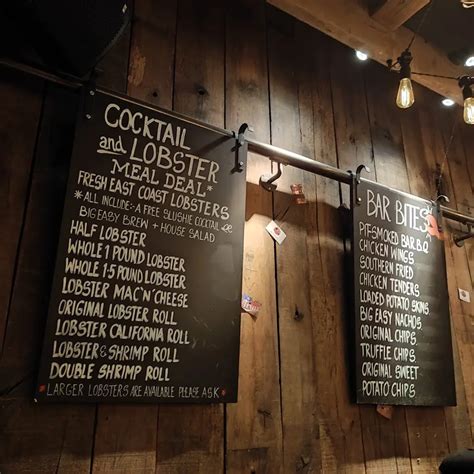 COCKTAIL
and LOBSTER
MEAL DEAL*
FRESH EAST COAST LOBSTERS
*ALL INCLUDE:- A FREE SLUSHIE COCKTAIL or
BIG EASY BREW + HOUSE SALAD
HALF LOBSTER
WHOLE 1 POUND LOBSTER
WHOLE 1·5 POUND LOBSTER
LOBSTER MAC 'N' CHEESE
ORIGINAL LOBSTER ROLL
LOBSTER CALIFORNIA ROLL
LOBSTER & SHRIMP ROLL
DOUBLE SHRIMP ROLL
LARGER LOBSTERS ARE AVAILABLE PLEASE ASK
BAR BITES
PIT-SMOKED BAR.B.Q
CHICKEN WINGS
SOUTHERN FRIED
CHICKEN TENDERS
LOADED POTATO SKINS
BIG EASY NACHOS
ORIGINAL CHIPS
TRUFFLE CHIPS
ORIGINAL SWEET
POTATO CHIPS